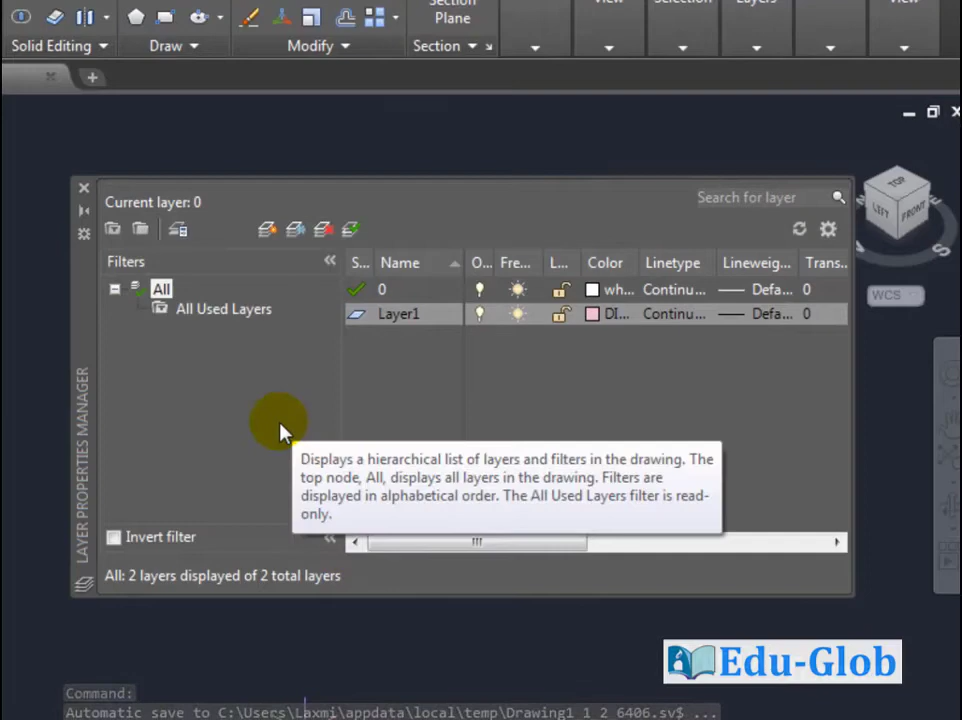 Section
Plane
Solid Editing
Draw
Modify
Section
View
Selection
Layers
View
TOP
LEFT
FRONT
S
WCS
Current layer: 0
Search for layer
Filters
S... Name O... Fre... L... Color Linetype Lineweig... Trans...
All
0 wh... Continu... Defa... 0
All Used Layers
Layer1 DI... Continu... Defa... 0
LAYER PROPERTIES MANAGER
Displays a hierarchical list of layers and filters in the drawing. The
top node, All, displays all layers in the drawing. Filters are
displayed in alphabetical order. The All Used Layers filter is read-
only.
Invert filter
All: 2 layers displayed of 2 total layers
Edu-Glob
Command:
Automatic save to C:\Users\Laxmi\appdata\local\temp\Drawing1 1 2 6406.sv$ ...